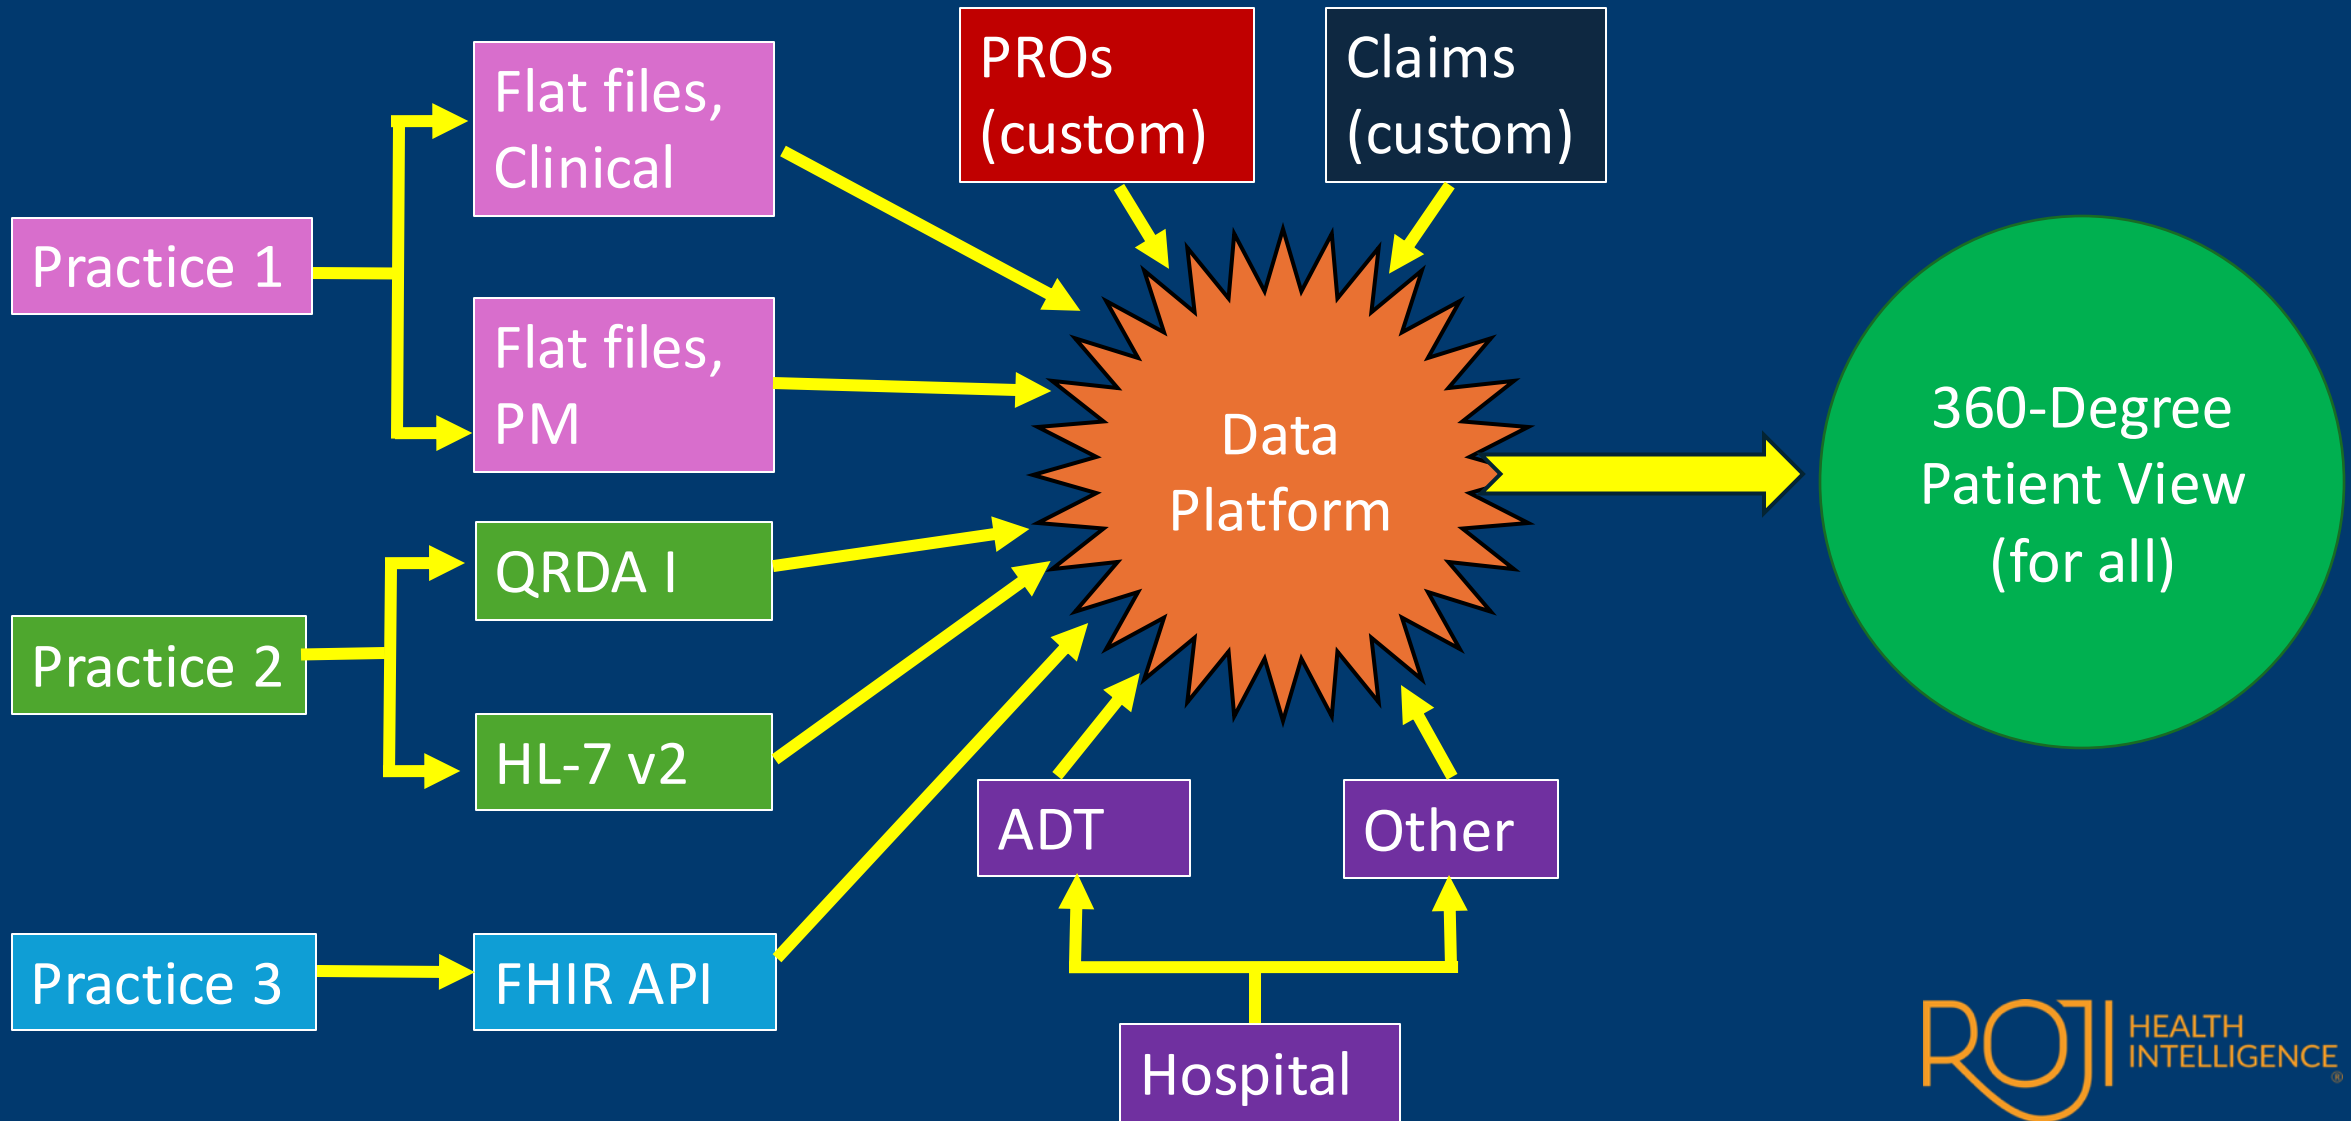 PROs
(custom)
Claims
(custom)
Flat files,
Clinical
Practice 1
Flat files,
PM
Data
Platform
360-Degree
Patient View
(for all)
QRDA I
Practice 2
HL-7 v2
ADT
Other
Practice 3
FHIR API
Hospital
ROJI
HEALTH
INTELLIGENCE®